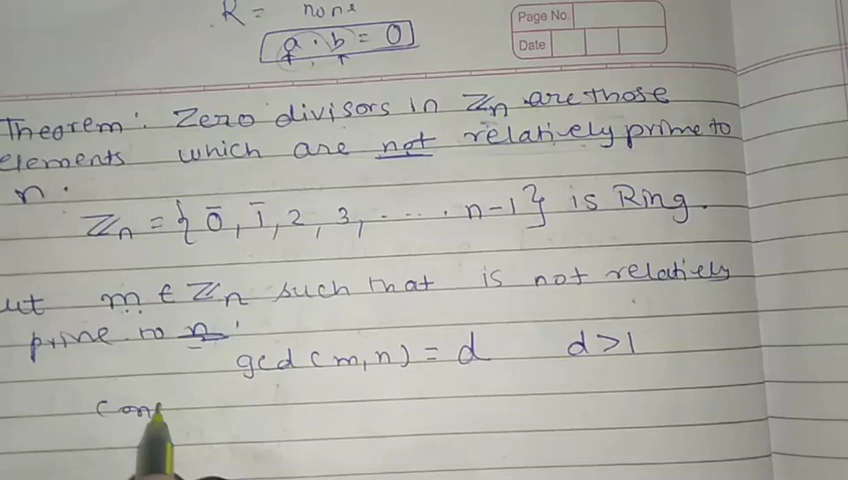 R = none
a · b = 0
Page No.
Date
Theorem: Zero divisors in Zn are those
elements which are not relatively prime to
n.
Zn = { 0̄, 1̄, 2, 3, ..... n-1 } is Ring.
m ∈ Zn such that is not relatively
prime to n
gcd (m, n) = d d > 1
Con